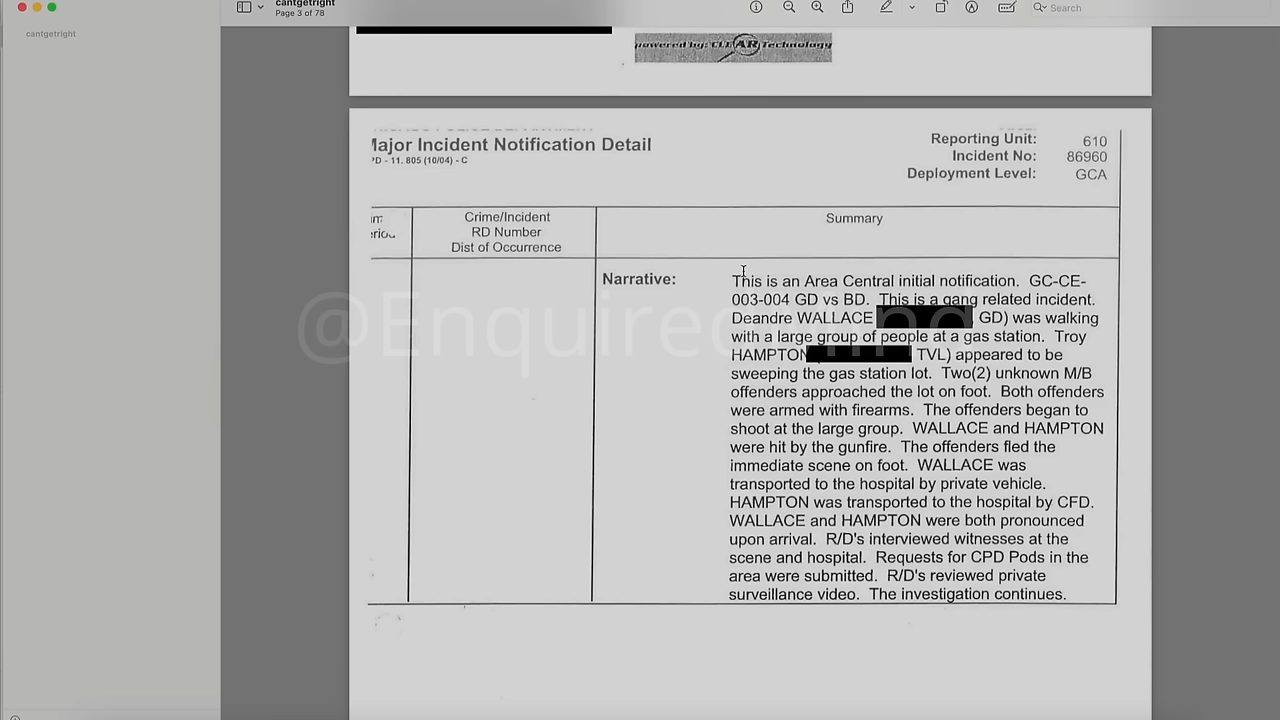 cantgetright
Page 3 of 78
Search
cantgetright
powered by: CLEAR Technology
Major Incident Notification Detail
PD - 11. 805 (10/04) - C
Reporting Unit: 610
Incident No: 86960
Deployment Level: GCA
Crime/Incident
RD Number
Dist of Occurrence
Summary
Narrative:
This is an Area Central initial notification. GC-CE-
003-004 GD vs BD. This is a gang related incident.
Deandre WALLACE GD) was walking
with a large group of people at a gas station. Troy
HAMPTON TVL) appeared to be
sweeping the gas station lot. Two(2) unknown M/B
offenders approached the lot on foot. Both offenders
were armed with firearms. The offenders began to
shoot at the large group. WALLACE and HAMPTON
were hit by the gunfire. The offenders fled the
immediate scene on foot. WALLACE was
transported to the hospital by private vehicle.
HAMPTON was transported to the hospital by CFD.
WALLACE and HAMPTON were both pronounced
upon arrival. R/D's interviewed witnesses at the
scene and hospital. Requests for CPD Pods in the
area were submitted. R/D's reviewed private
surveillance video. The investigation continues.